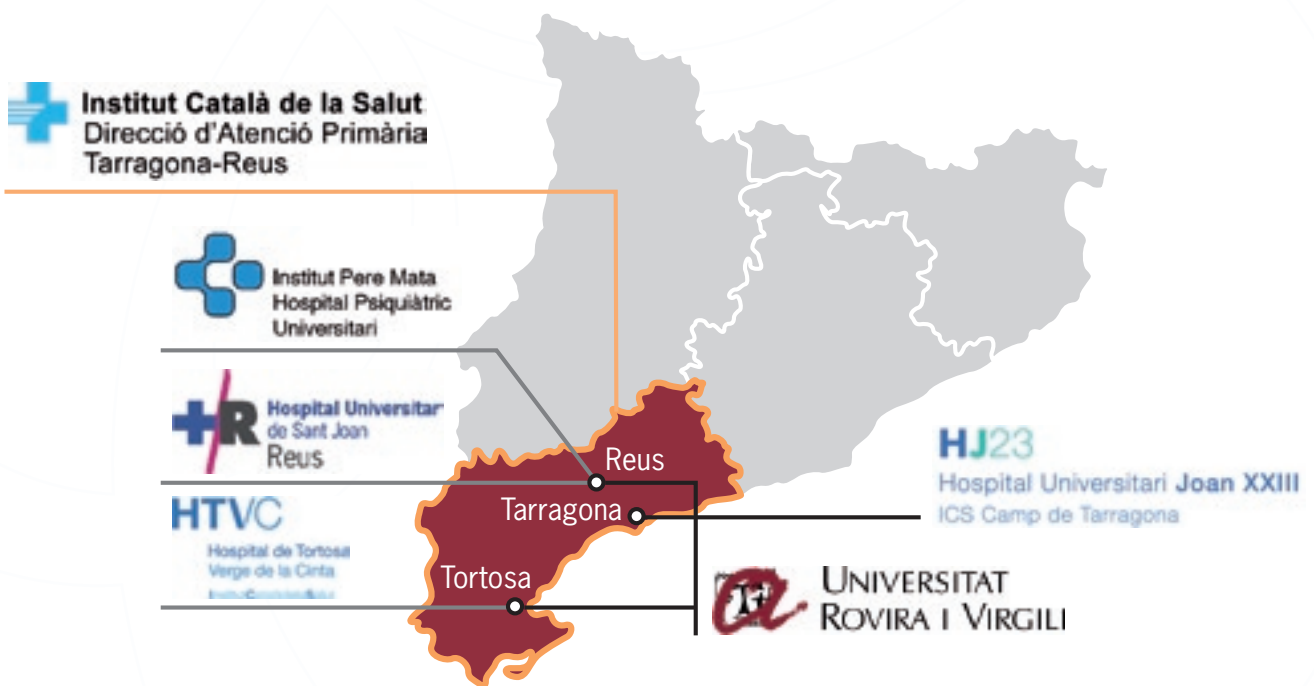 Institut Català de la Salut
Direcció d'Atenció Primària
Tarragona-Reus
Institut Pere Mata
Hospital Psiquiàtric
Universitari
+R
Hospital Universitar
de Sant Joan
Reus
HTVC
Hospital de Tortosa
Verge de la Cinta
Reus
Tarragona
Tortosa
HJ23
Hospital Universitari Joan XXIII
ICS Camp de Tarragona
UNIVERSITAT
ROVIRA I VIRGILI